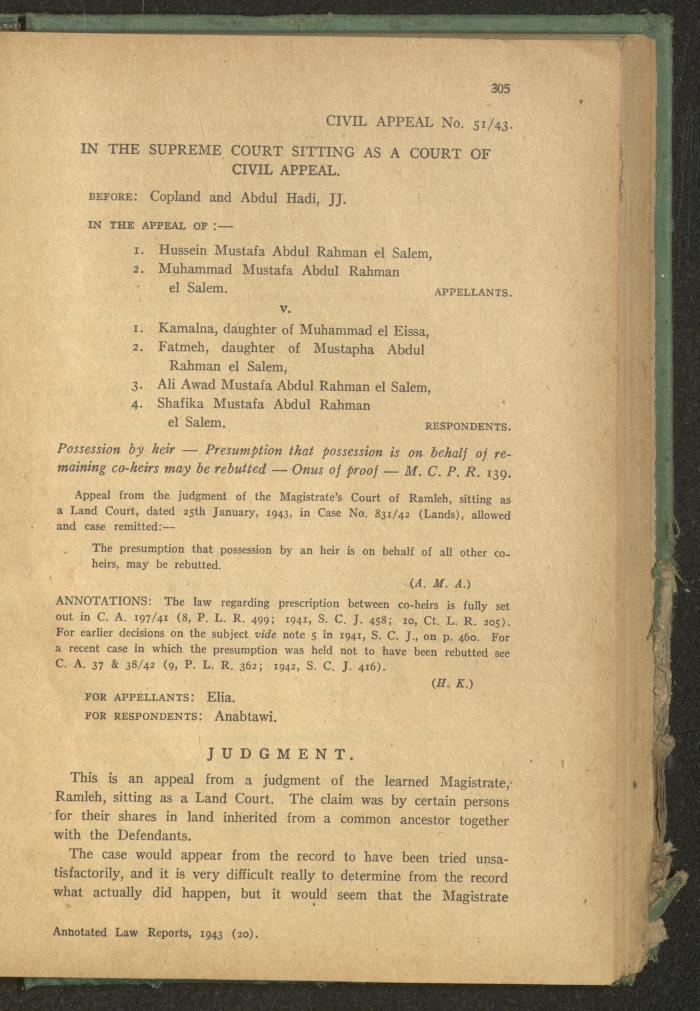 305
CIVIL APPEAL No. 51/43.
IN THE SUPREME COURT SITTING AS A COURT OF
CIVIL APPEAL.
BEFORE: Copland and Abdul Hadi, JJ.
IN THE APPEAL OF :—
1. Hussein Mustafa Abdul Rahman el Salem,
2. Muhammad Mustafa Abdul Rahman
el Salem. APPELLANTS.
v.
1. Kamalna, daughter of Muhammad el Eissa,
2. Fatmeh, daughter of Mustapha Abdul
Rahman el Salem,
3. Ali Awad Mustafa Abdul Rahman el Salem,
4. Shafika Mustafa Abdul Rahman
el Salem. RESPONDENTS.
Possession by heir — Presumption that possession is on behalf of re-
maining co-heirs may be rebutted — Onus of proof — M. C. P. R. 139.
Appeal from the judgment of the Magistrate's Court of Ramleh, sitting as
a Land Court, dated 25th January, 1943, in Case No. 831/42 (Lands), allowed
and case remitted:—
The presumption that possession by an heir is on behalf of all other co-
heirs, may be rebutted.
(A. M. A.)
ANNOTATIONS: The law regarding prescription between co-heirs is fully set
out in C. A. 197/41 (8, P. L. R. 499; 1941, S. C. J. 458; 10, Ct. L. R. 205).
For earlier decisions on the subject vide note 5 in 1941, S. C. J., on p. 460. For
a recent case in which the presumption was held not to have been rebutted see
C. A. 37 & 38/42 (9, P. L. R. 362; 1942, S. C. J. 416).
(H. K.)
FOR APPELLANTS: Elia.
FOR RESPONDENTS: Anabtawi.
JUDGMENT.
This is an appeal from a judgment of the learned Magistrate,
Ramleh, sitting as a Land Court. The claim was by certain persons
for their shares in land inherited from a common ancestor together
with the Defendants.
The case would appear from the record to have been tried unsa-
tisfactorily, and it is very difficult really to determine from the record
what actually did happen, but it would seem that the Magistrate
Annotated Law Reports, 1943 (20).